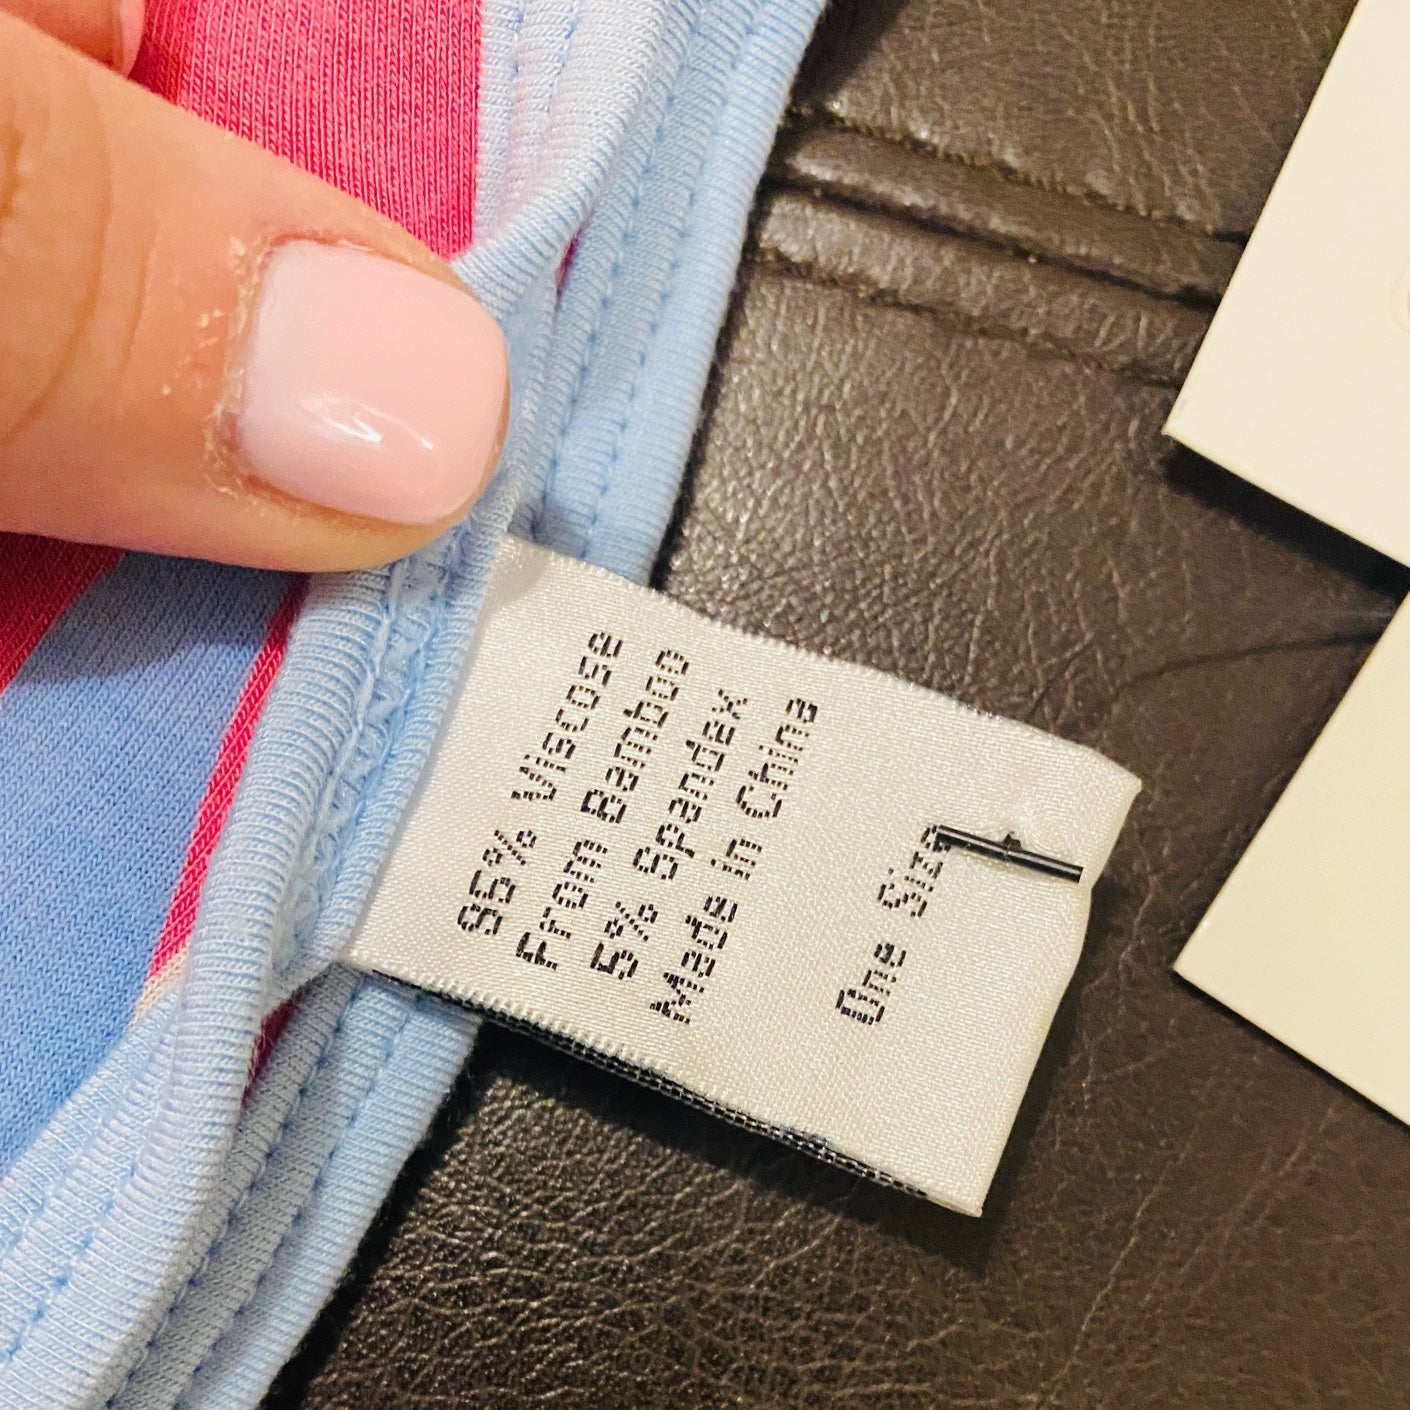 95% Viscose
From Bamboo
5% Spandex
Made in China
One Size